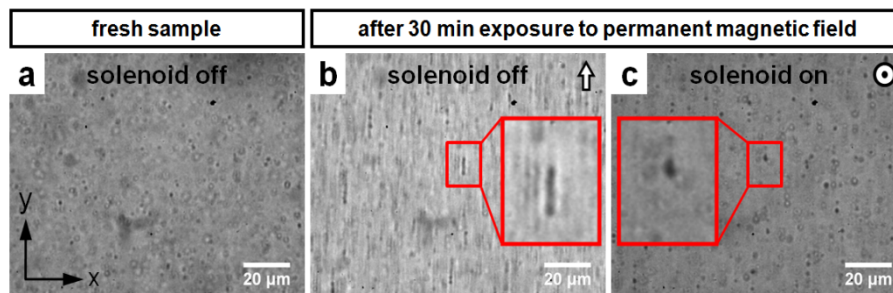 fresh sample
after 30 min exposure to permanent magnetic field
a
solenoid off
b
solenoid off
c
solenoid on
y
x
20 µm
20 µm
20 µm